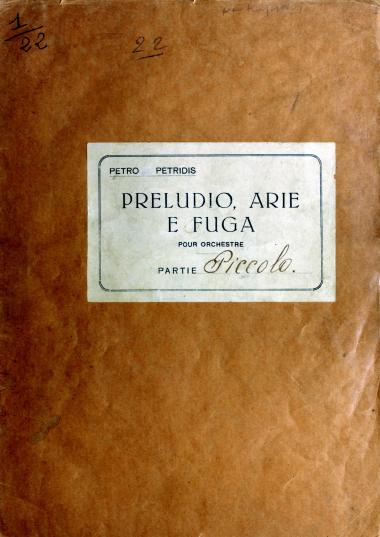 1/22
22
PETRO PETRIDIS
PRELUDIO, ARIE
E FUGA
POUR ORCHESTRE
PARTIE Piccolo.